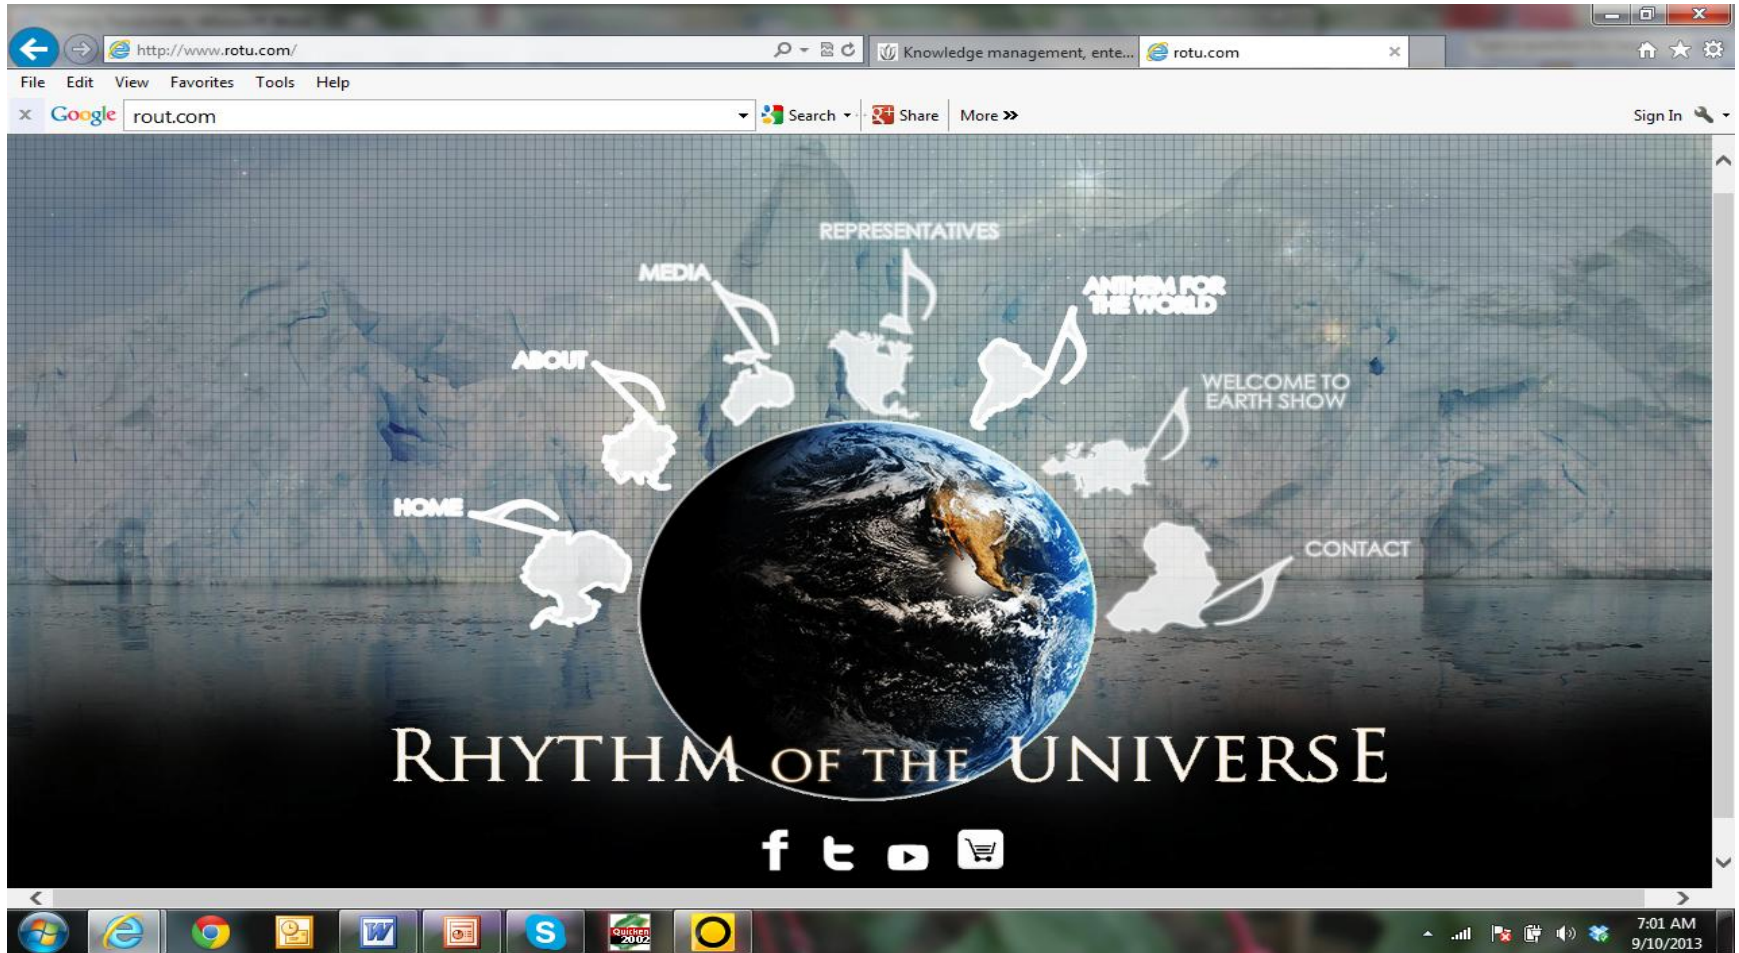 http://www.rotu.com/
Knowledge management, ente...
rotu.com
File Edit View Favorites Tools Help
Google rout.com Search Share More » Sign In
REPRESENTATIVES
MEDIA
ANTHEM FOR
THE WORLD
ABOUT
WELCOME TO
EARTH SHOW
HOME
CONTACT
RHYTHM OF THE UNIVERSE
Quicken
2002
7:01 AM
9/10/2013